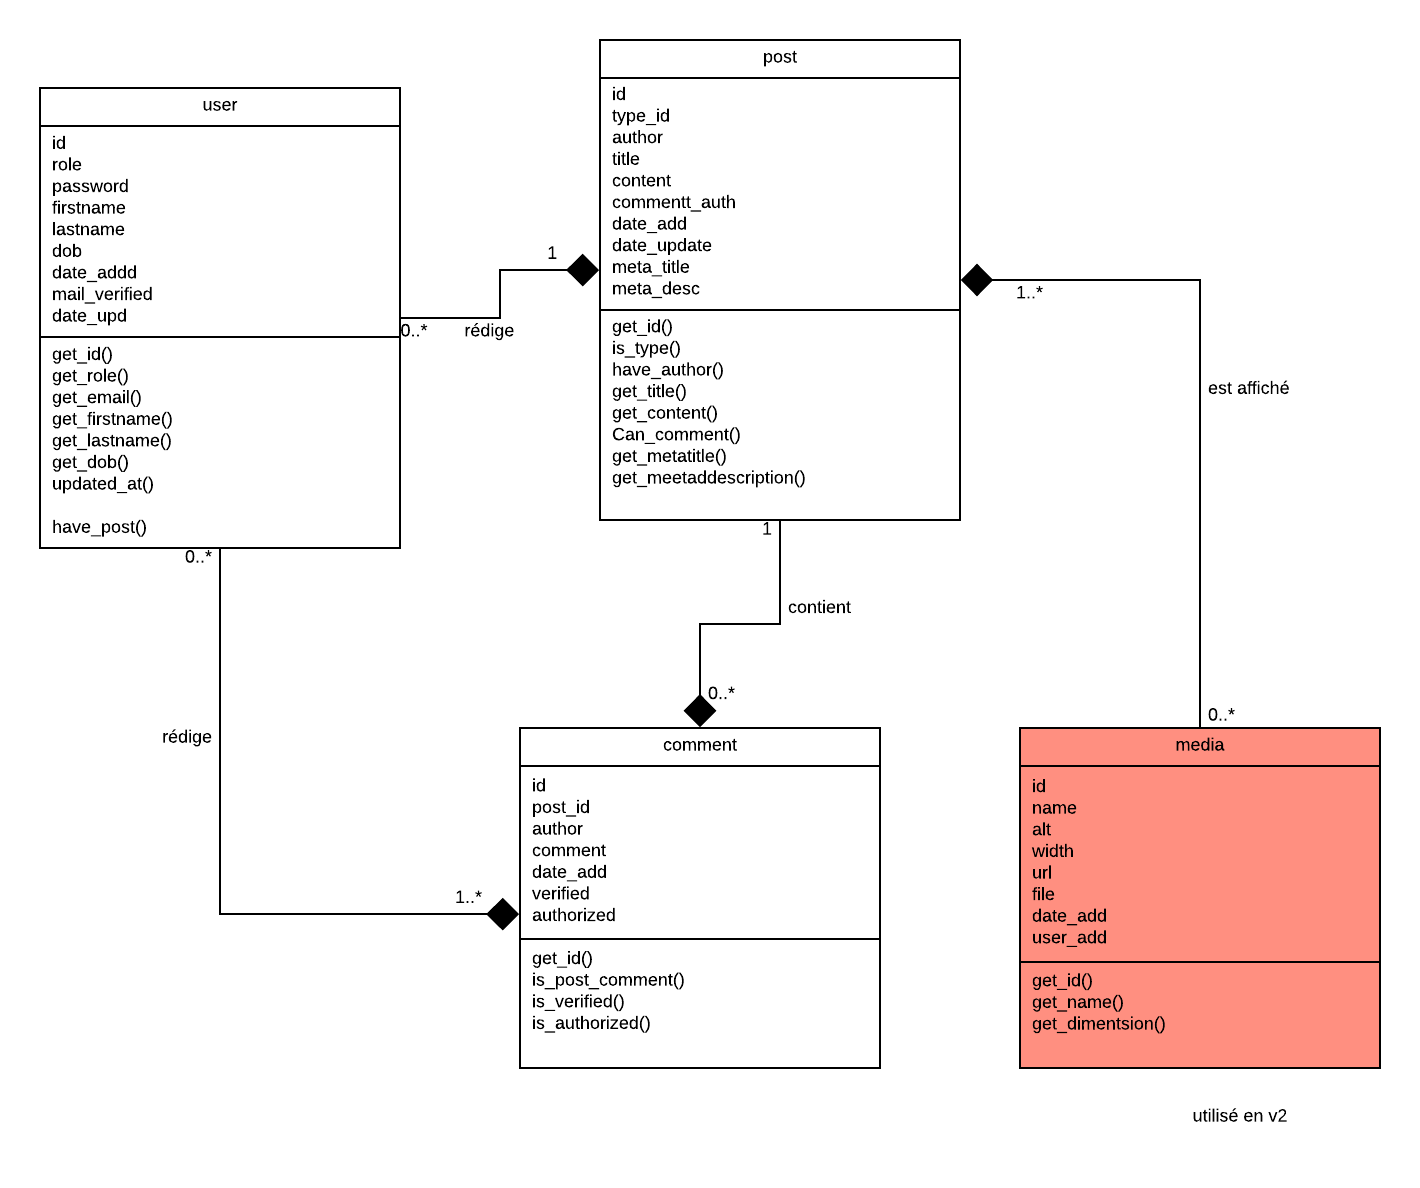 user
id
role
password
firstname
lastname
dob
date_addd
mail_verified
date_upd
get_id()
get_role()
get_email()
get_firstname()
get_lastname()
get_dob()
updated_at()
have_post()
1
0..*
rédige
post
id
type_id
author
title
content
commentt_auth
date_add
date_update
meta_title
meta_desc
get_id()
is_type()
have_author()
get_title()
get_content()
Can_comment()
get_metatitle()
get_meetaddescription()
1..*
est affiché
0..*
1
contient
0..*
0..*
rédige
1..*
comment
id
post_id
author
comment
date_add
verified
authorized
get_id()
is_post_comment()
is_verified()
is_authorized()
media
id
name
alt
width
url
file
date_add
user_add
get_id()
get_name()
get_dimentsion()
utilisé en v2